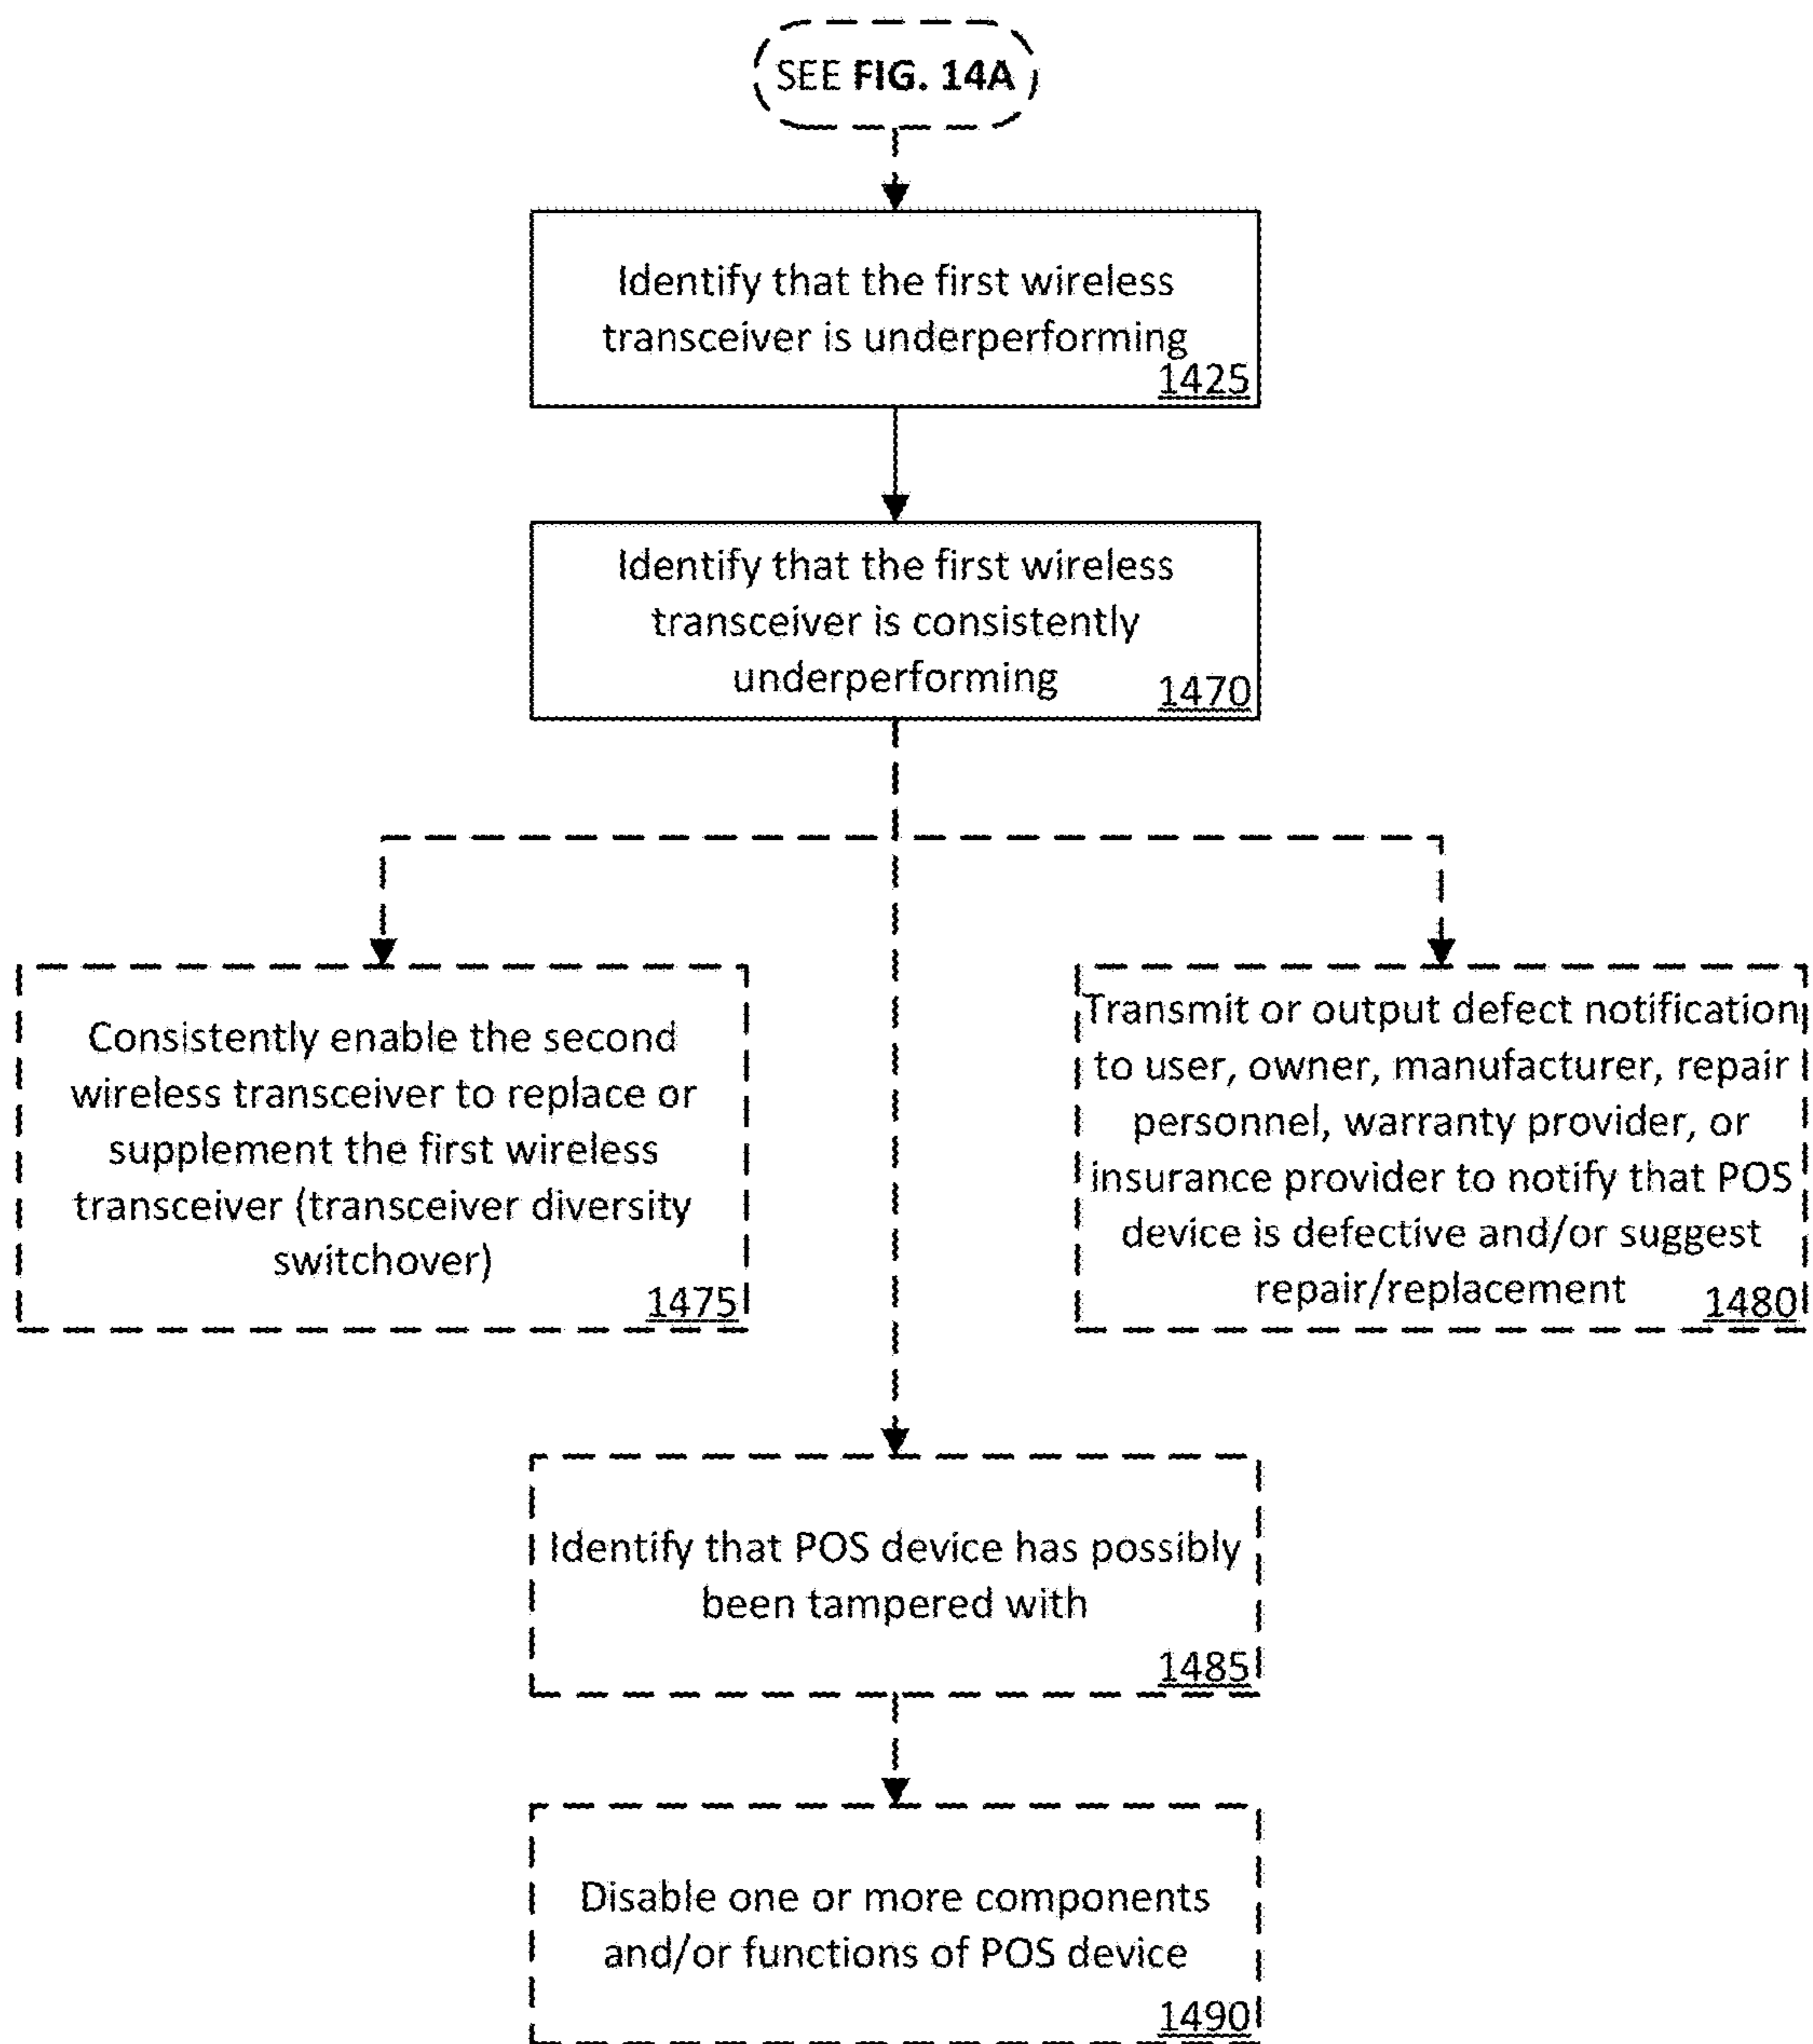 SEE FIG. 14A
Identify that the first wireless
transceiver is underperforming
1425
Identify that the first wireless
transceiver is consistently
underperforming
1470
Consistently enable the second
wireless transceiver to replace or
supplement the first wireless
transceiver (transceiver diversity
switchover)
1475
Transmit or output defect notification
to user, owner, manufacturer, repair
personnel, warranty provider, or
insurance provider to notify that POS
device is defective and/or suggest
repair/replacement
1480
Identify that POS device has possibly
been tampered with
1485
Disable one or more components
and/or functions of POS device
1490